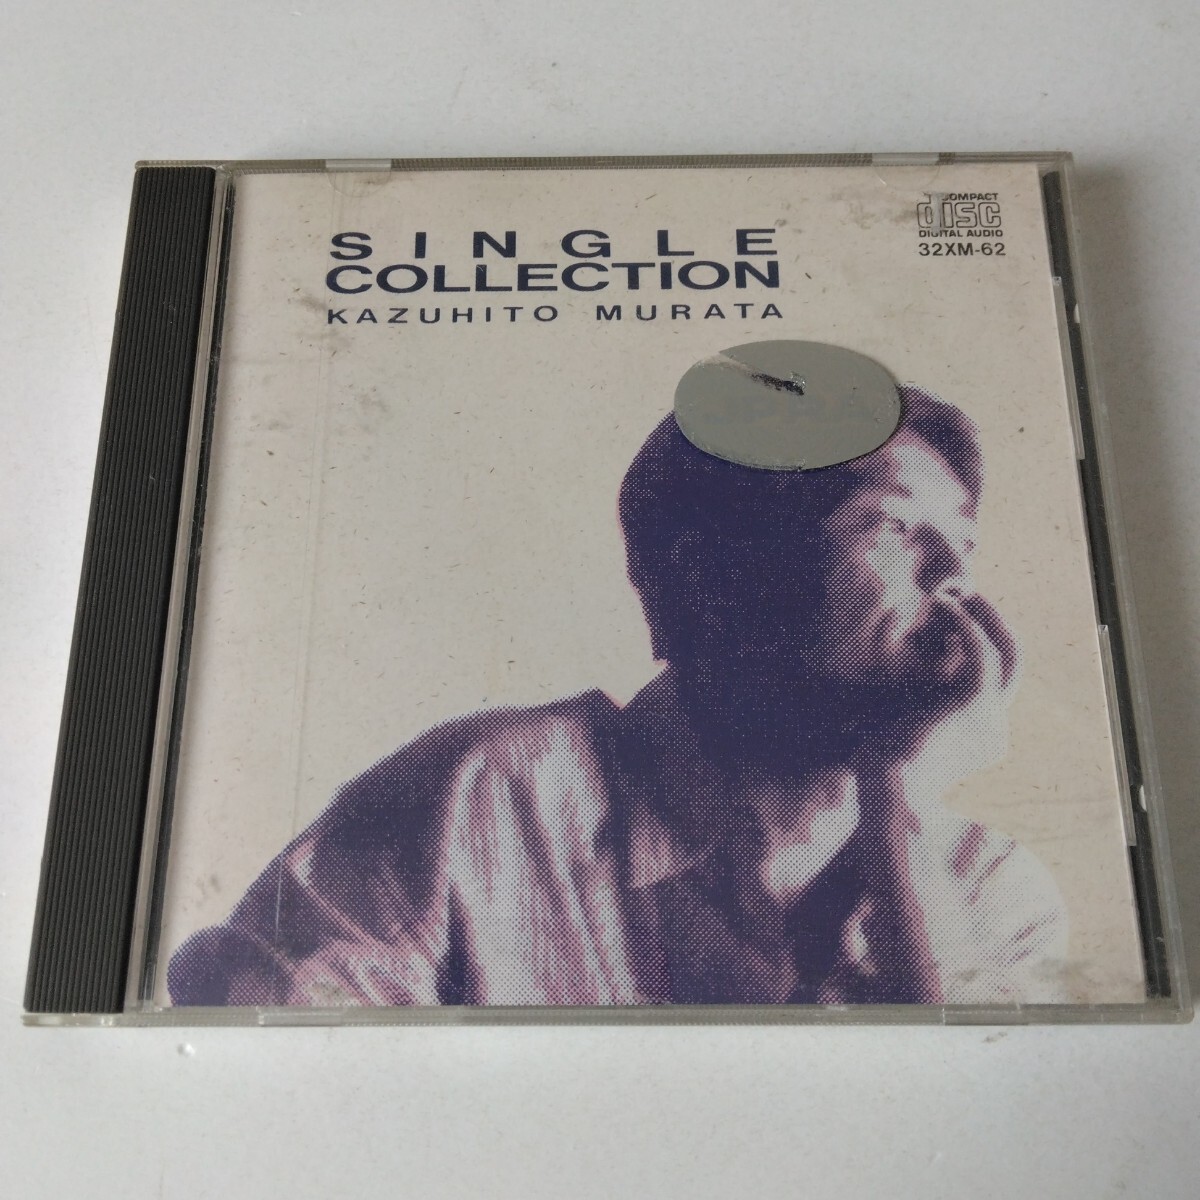 SINGLE
COLLECTION
KAZUHITO MURATA
COMPACT
disc
DIGITAL AUDIO
32XM-62